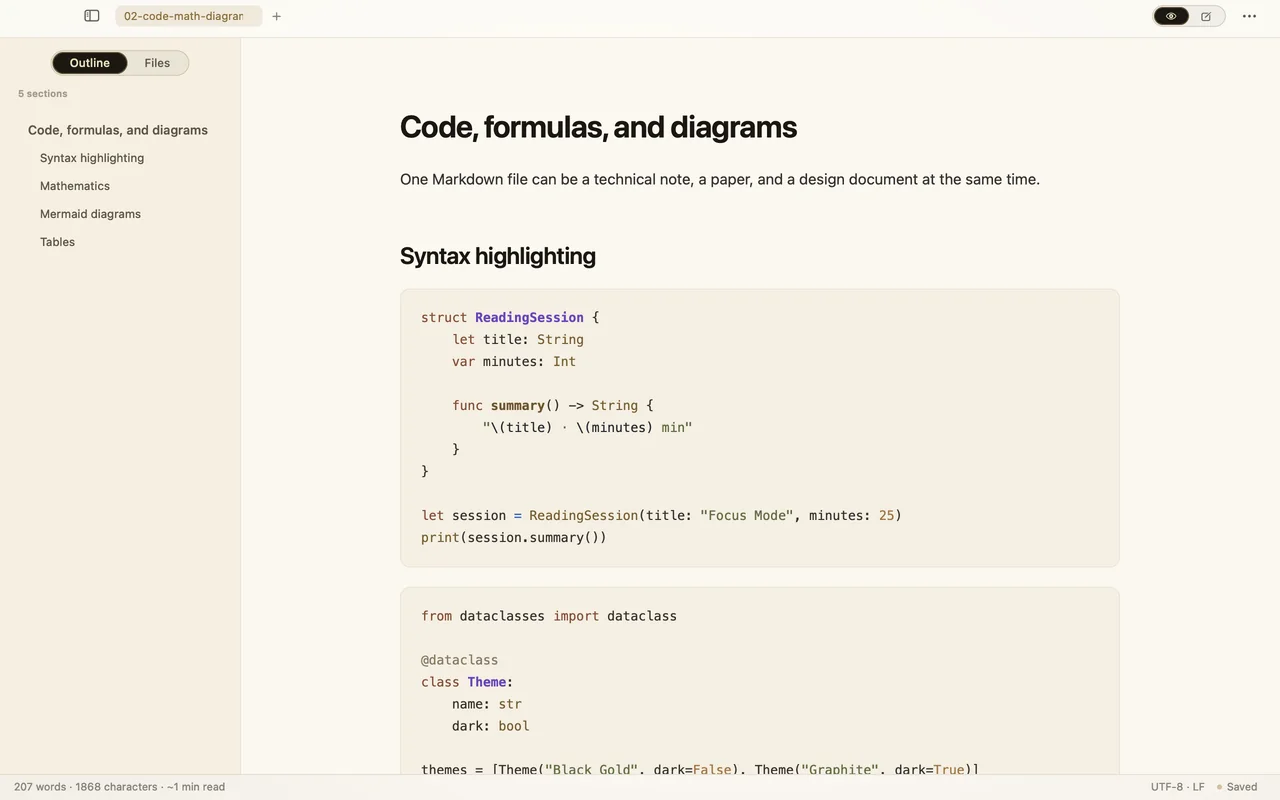 02-code-math-diagran
Outline
Files
5 sections
Code, formulas, and diagrams
Syntax highlighting
Mathematics
Mermaid diagrams
Tables
Code, formulas, and diagrams
One Markdown file can be a technical note, a paper, and a design document at the same time.
Syntax highlighting
struct ReadingSession {
    let title: String
    var minutes: Int
    func summary() -> String {
        "\(title) · \(minutes) min"
    }
}
let session = ReadingSession(title: "Focus Mode", minutes: 25)
print(session.summary())
from dataclasses import dataclass
@dataclass
class Theme:
    name: str
    dark: bool
themes = [Theme("Black Gold", dark=False), Theme("Graphite", dark=True)]
207 words · 1868 characters · ~1 min read
UTF-8 · LF
Saved